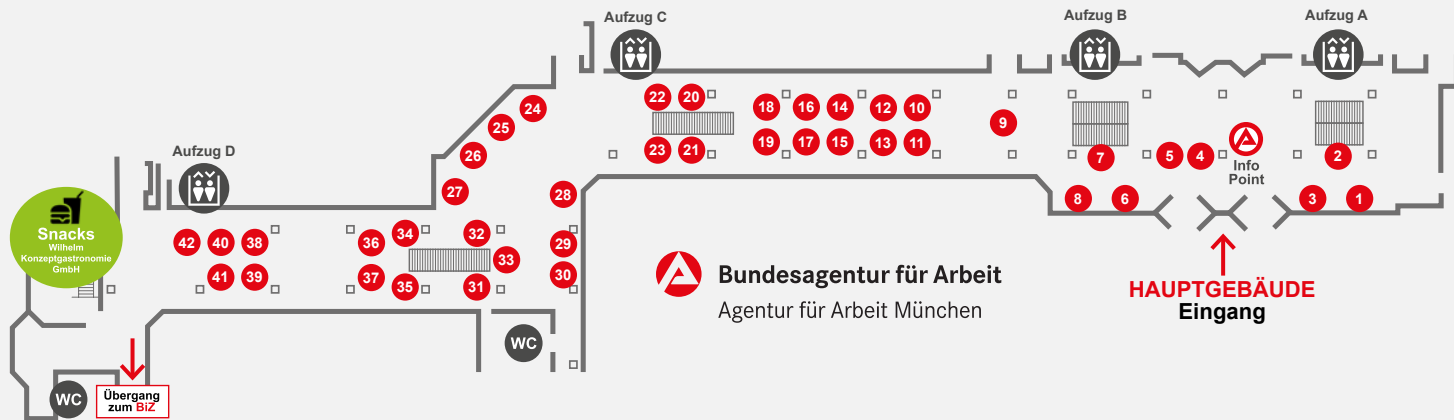 Aufzug C
Aufzug B
Aufzug A
22 20
18 16 14 12 10
24
25
9
23 21
19 17 15 13 11
26
7
5 4
Info
Point
2
Aufzug D
27
28
8 6
3 1
Snacks
Wilhelm
Konzeptgastronomie
GmbH
42 40 38
36 34 32
29
33
41 39
37 35 31
30
Bundesagentur für Arbeit
Agentur für Arbeit München
HAUPTGEBÄUDE
Eingang
WC
WC
Übergang
zum BiZ